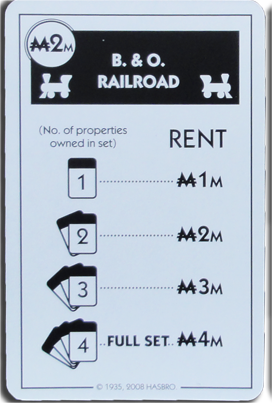 ₩2M
B. & O.
RAILROAD
(No. of properties
owned in set)
RENT
1 ₩1M
2 ₩2M
3 ₩3M
4 ..FULL SET.. ₩4M
© 1935, 2008 HASBRO